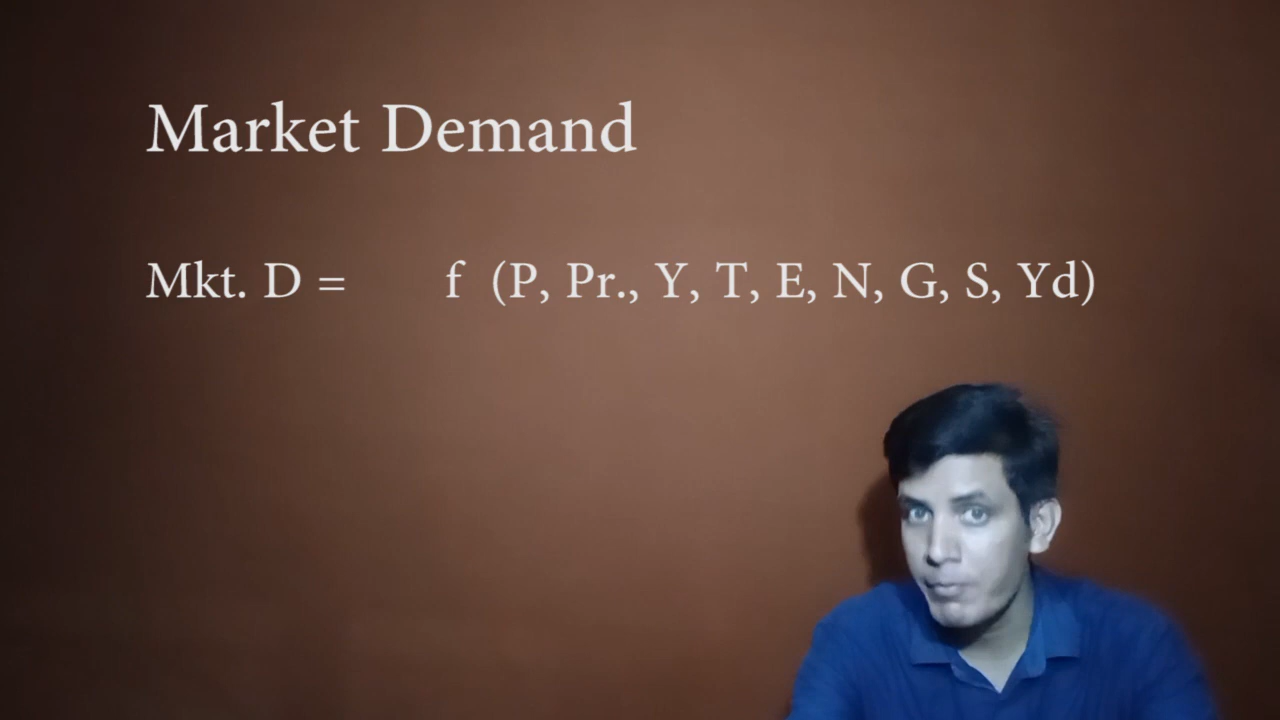 Market Demand
Mkt. D = f (P, Pr., Y, T, E, N, G, S, Yd)